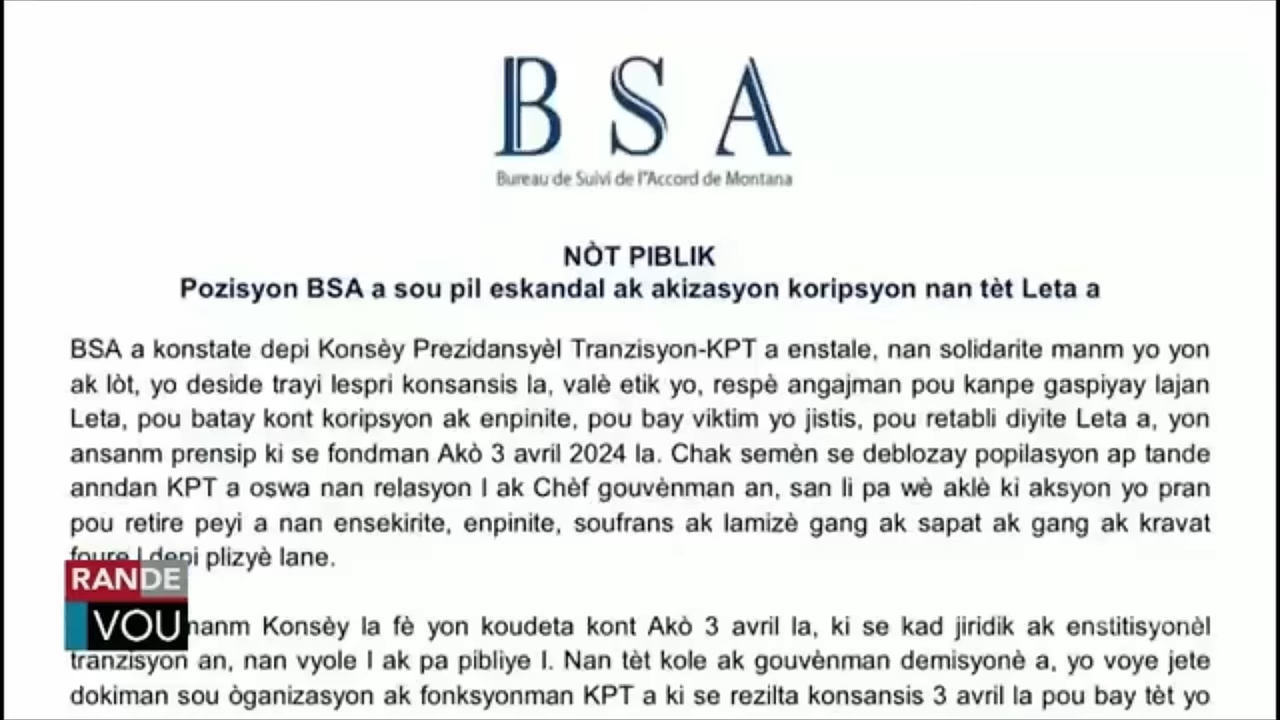 B S A
Bureau de Suivi de l'Accord de Montana
NÒT PIBLIK
Pozisyon BSA a sou pil eskandal ak akizasyon koripsyon nan tèt Leta a
BSA a konstate depi Konsèy Prezidansyèl Tranzisyon-KPT a enstale, nan solidarite manm yo yon
ak lòt, yo deside trayi lespri konsansis la, valè etik yo, respè angajman pou kanpe gaspiyay lajan
Leta, pou batay kont koripsyon ak enpinite, pou bay viktim yo jistis, pou retabli diyite Leta a, yon
ansanm prensip ki se fondman Akò 3 avril 2024 la. Chak semèn se deblozay popilasyon ap tande
anndan KPT a oswa nan relasyon l ak Chèf gouvènman an, san li pa wè aklè ki aksyon yo pran
pou retire peyi a nan ensekirite, enpinite, soufrans ak lamizè gang ak sapat ak gang ak kravat
foure l depi plizyè lane.
RANDE
VOU
manm Konsèy la fè yon koudeta kont Akò 3 avril la, ki se kad jiridik ak enstitisyonèl
tranzisyon an, nan vyole l ak pa pibliye l. Nan tèt kole ak gouvènman demisyonè a, yo voye jete
dokiman sou òganizasyon ak fonksyonman KPT a ki se rezilta konsansis 3 avril la pou bay tèt yo